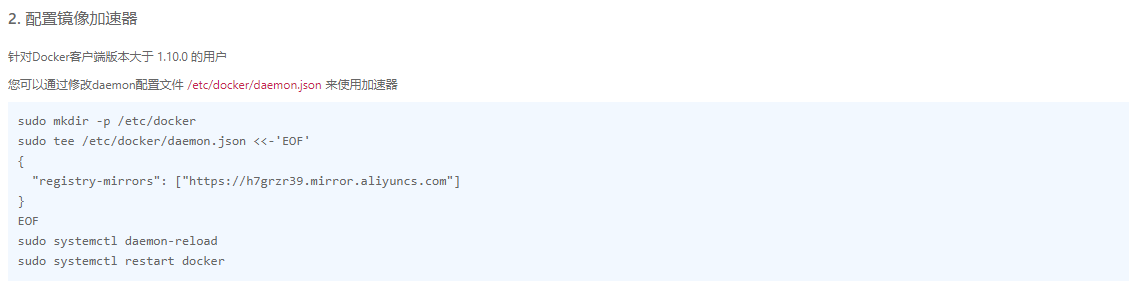 2. 配置镜像加速器
针对Docker客户端版本大于 1.10.0 的用户
您可以通过修改daemon配置文件 /etc/docker/daemon.json 来使用加速器
sudo mkdir -p /etc/docker
sudo tee /etc/docker/daemon.json <<-'EOF'
{
  "registry-mirrors": ["https://h7grzr39.mirror.aliyuncs.com"]
}
EOF
sudo systemctl daemon-reload
sudo systemctl restart docker